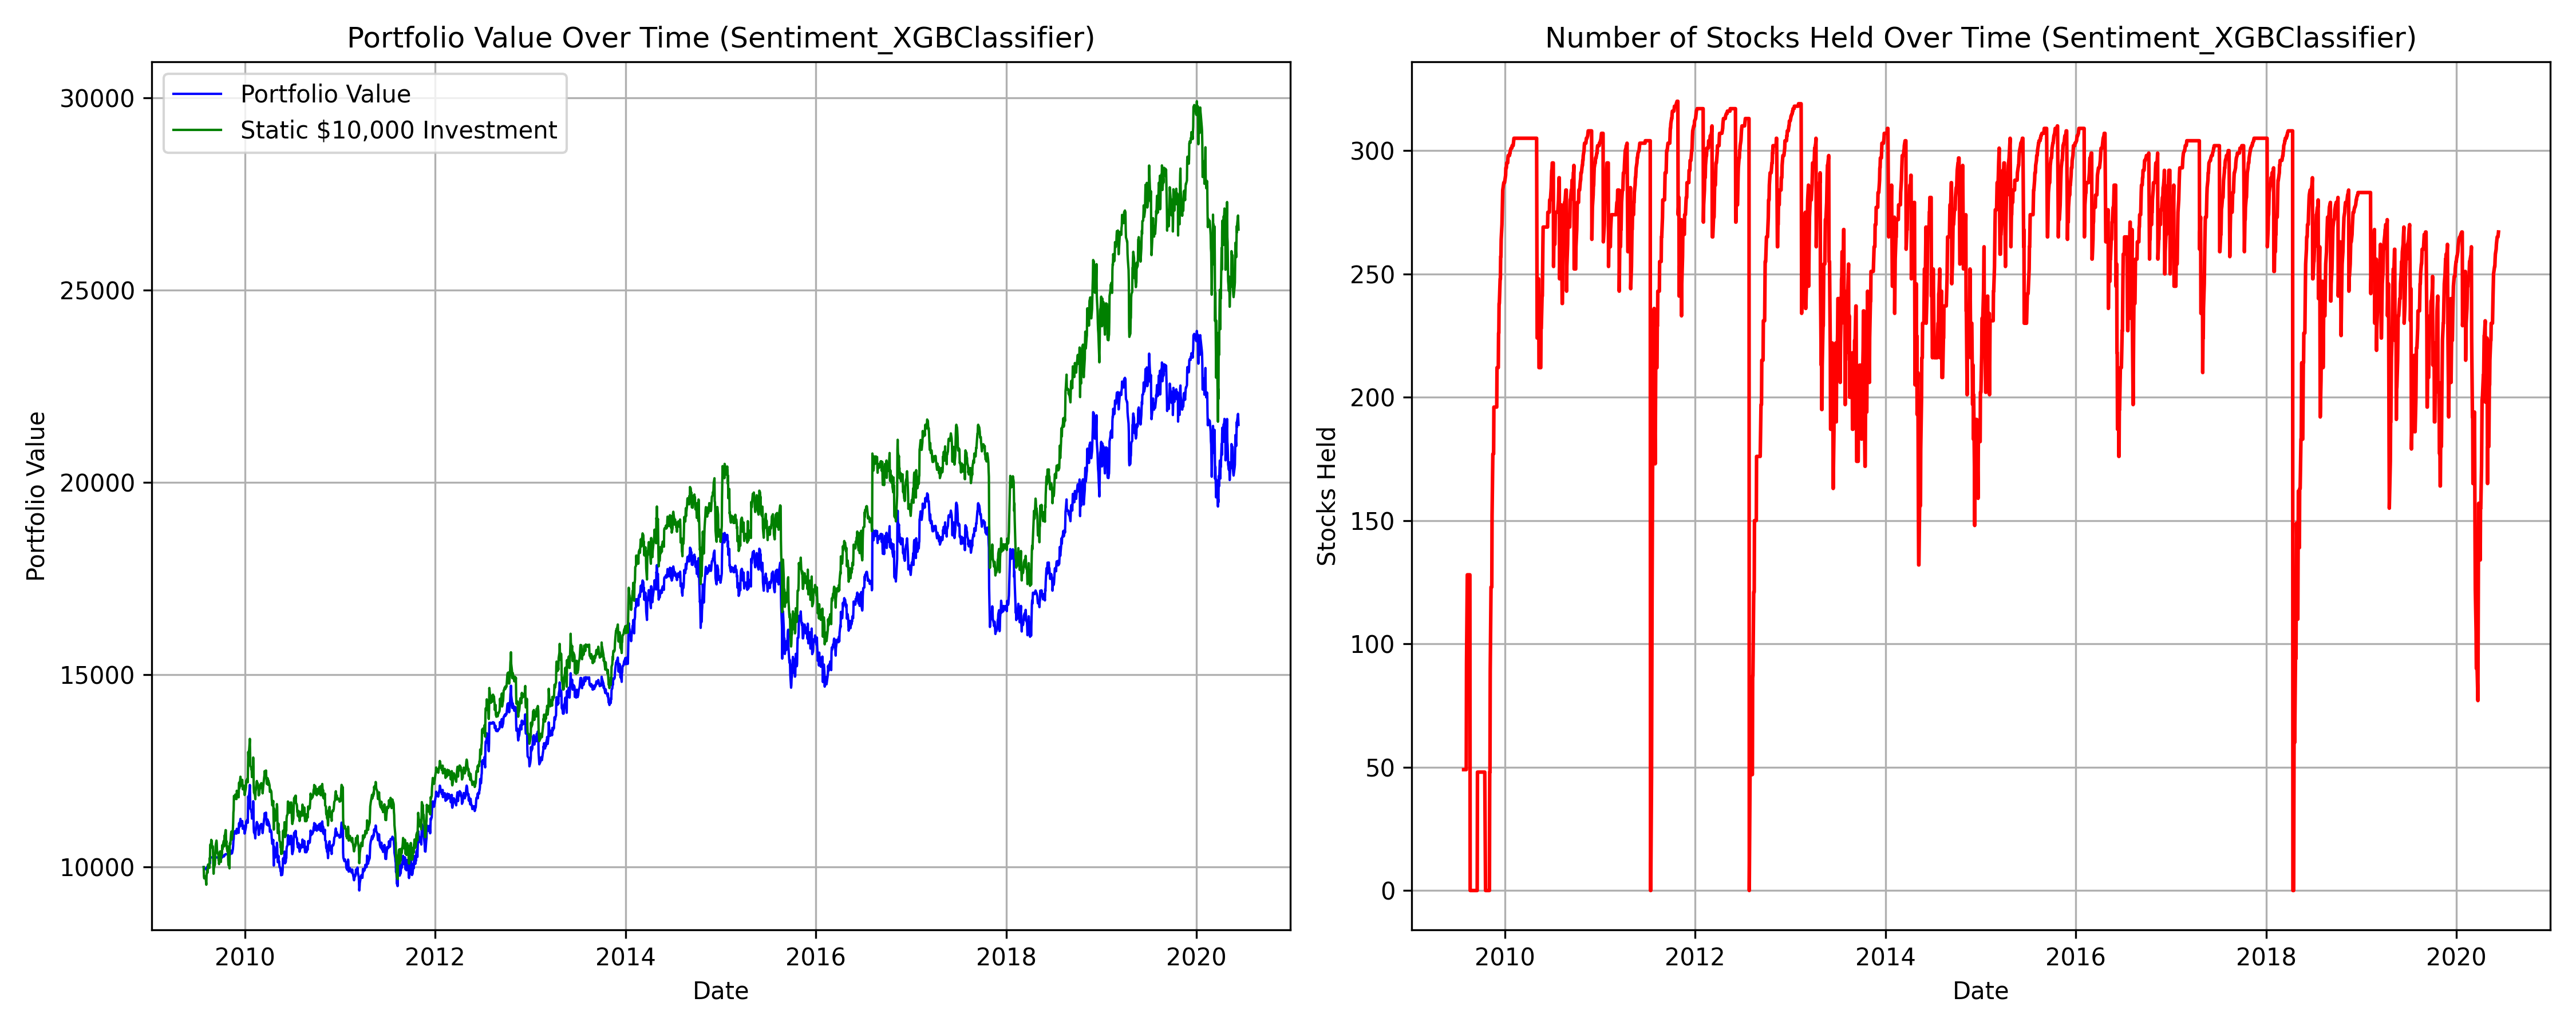 Portfolio Value Over Time (Sentiment_XGBClassifier)
Portfolio Value
Static $10,000 Investment
30000
25000
20000
15000
10000
Portfolio Value
2010 2012 2014 2016 2018 2020
Date
Number of Stocks Held Over Time (Sentiment_XGBClassifier)
300
250
200
150
100
50
0
Stocks Held
2010 2012 2014 2016 2018 2020
Date